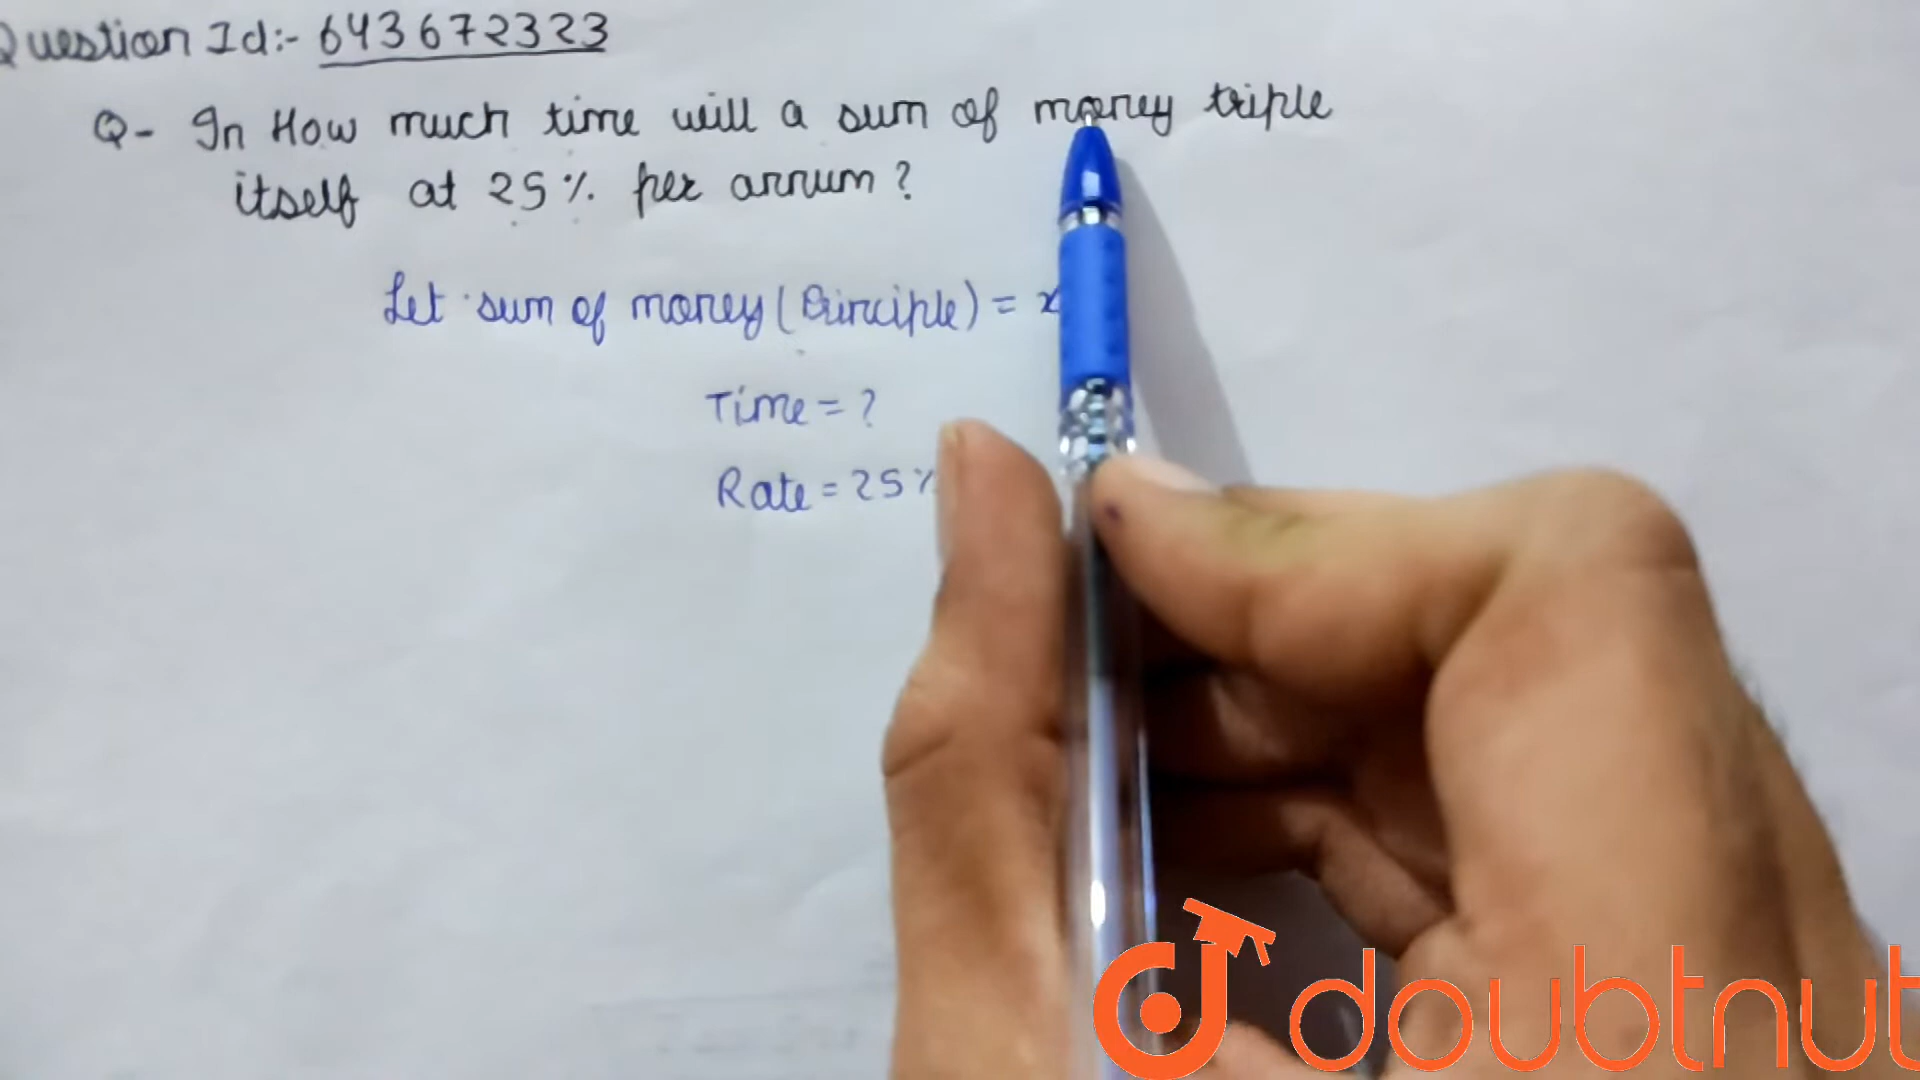 Question Id:- 643672323
Q- In How much time will a sum of money triple
itself at 25% per annum?
Let sum of money (Principle) = x
Time = ?
Rate = 25%
doubtnut